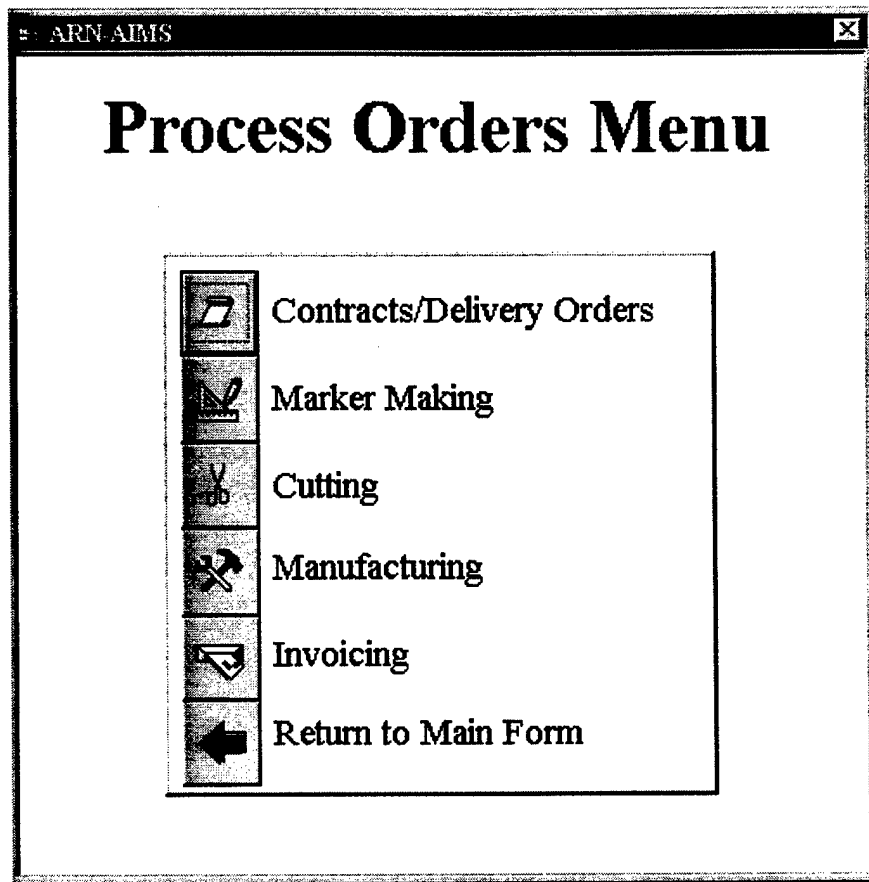 ARN-AIMS
Process Orders Menu
Contracts/Delivery Orders
Marker Making
Cutting
Manufacturing
Invoicing
Return to Main Form